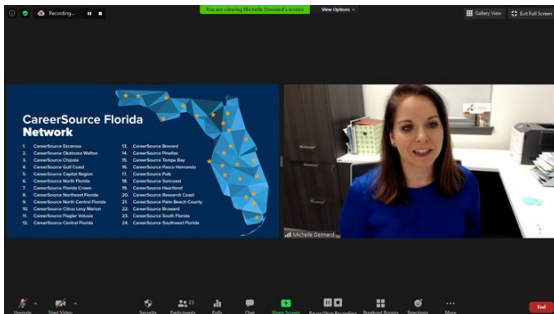 Recording...
You are viewing Michelle Dennard's screen
View Options
Gallery View
Exit Full Screen
CareerSource Florida
Network
1. CareerSource Escarosa
2. CareerSource Okaloosa Walton
3. CareerSource Chipola
4. CareerSource Gulf Coast
5. CareerSource Capital Region
6. CareerSource North Florida
7. CareerSource Florida Crown
8. CareerSource Northeast Florida
9. CareerSource North Central Florida
10. CareerSource Citrus Levy Marion
11. CareerSource Flagler Volusia
12. CareerSource Central Florida
13. CareerSource Brevard
14. CareerSource Pinellas
15. CareerSource Tampa Bay
16. CareerSource Pasco Hernando
17. CareerSource Polk
18. CareerSource Suncoast
19. CareerSource Heartland
20. CareerSource Research Coast
21. CareerSource Palm Beach County
22. CareerSource Broward
23. CareerSource South Florida
24. CareerSource Southwest Florida
Michelle Dennard
Unmute
Start Video
Security
Participants
23
Polls
Chat
Share Screen
Pause/Stop Recording
Breakout Rooms
Reactions
More
End